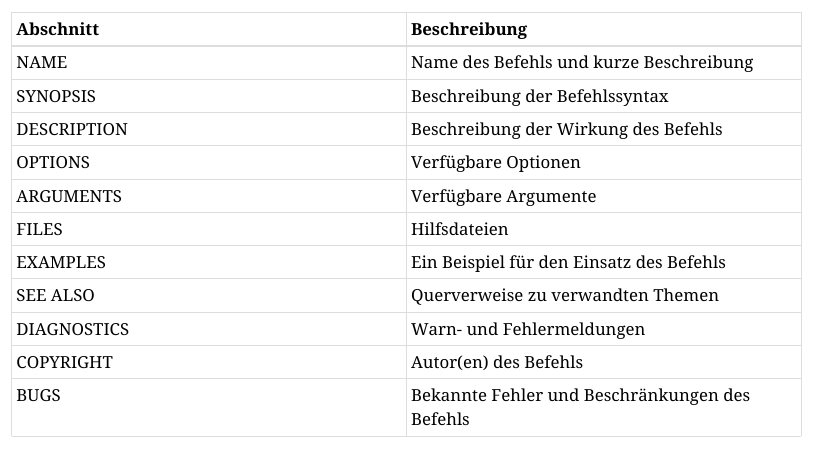 Abschnitt Beschreibung
NAME Name des Befehls und kurze Beschreibung
SYNOPSIS Beschreibung der Befehlssyntax
DESCRIPTION Beschreibung der Wirkung des Befehls
OPTIONS Verfügbare Optionen
ARGUMENTS Verfügbare Argumente
FILES Hilfsdateien
EXAMPLES Ein Beispiel für den Einsatz des Befehls
SEE ALSO Querverweise zu verwandten Themen
DIAGNOSTICS Warn- und Fehlermeldungen
COPYRIGHT Autor(en) des Befehls
BUGS Bekannte Fehler und Beschränkungen des
Befehls